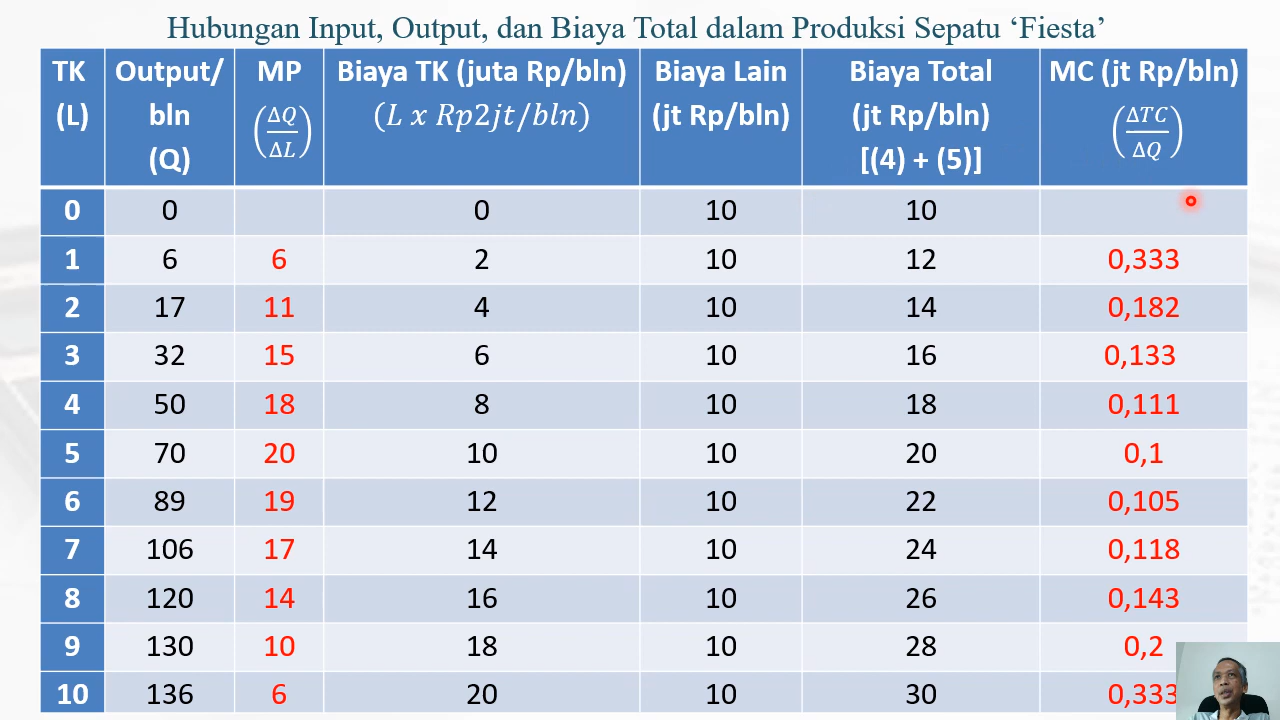 Hubungan Input, Output, dan Biaya Total dalam Produksi Sepatu ‘Fiesta’
TK (L) | Output/ bln (Q) | MP (ΔQ/ΔL) | Biaya TK (juta Rp/bln) (L x Rp2jt/bln) | Biaya Lain (jt Rp/bln) | Biaya Total (jt Rp/bln) [(4) + (5)] | MC (jt Rp/bln) (ΔTC/ΔQ)
0 | 0 | | 0 | 10 | 10 |
1 | 6 | 6 | 2 | 10 | 12 | 0,333
2 | 17 | 11 | 4 | 10 | 14 | 0,182
3 | 32 | 15 | 6 | 10 | 16 | 0,133
4 | 50 | 18 | 8 | 10 | 18 | 0,111
5 | 70 | 20 | 10 | 10 | 20 | 0,1
6 | 89 | 19 | 12 | 10 | 22 | 0,105
7 | 106 | 17 | 14 | 10 | 24 | 0,118
8 | 120 | 14 | 16 | 10 | 26 | 0,143
9 | 130 | 10 | 18 | 10 | 28 | 0,2
10 | 136 | 6 | 20 | 10 | 30 | 0,333